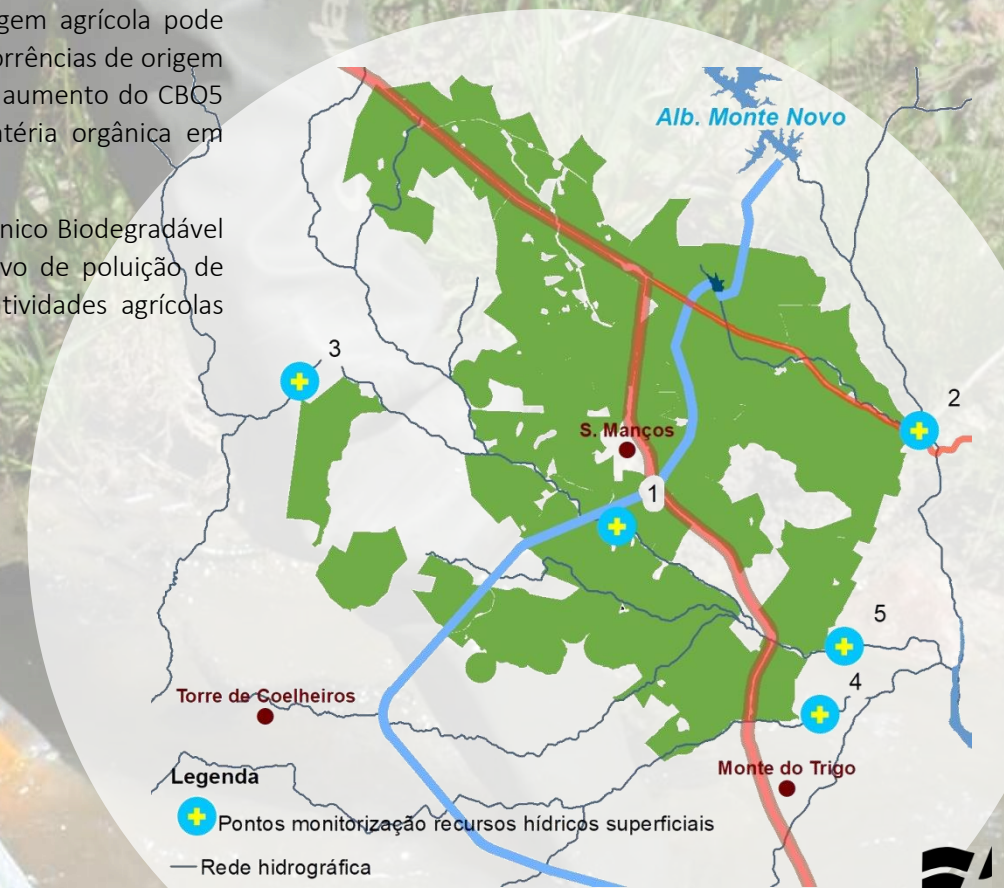 gem agrícola pode
orrências de origem
aumento do CBO5
atéria orgânica em
nico Biodegradável
vo de poluição de
tividades agrícolas
Alb. Monte Novo
3
2
S. Manços
1
5
4
Torre de Coelheiros
Monte do Trigo
Legenda
Pontos monitorização recursos hídricos superficiais
Rede hidrográfica